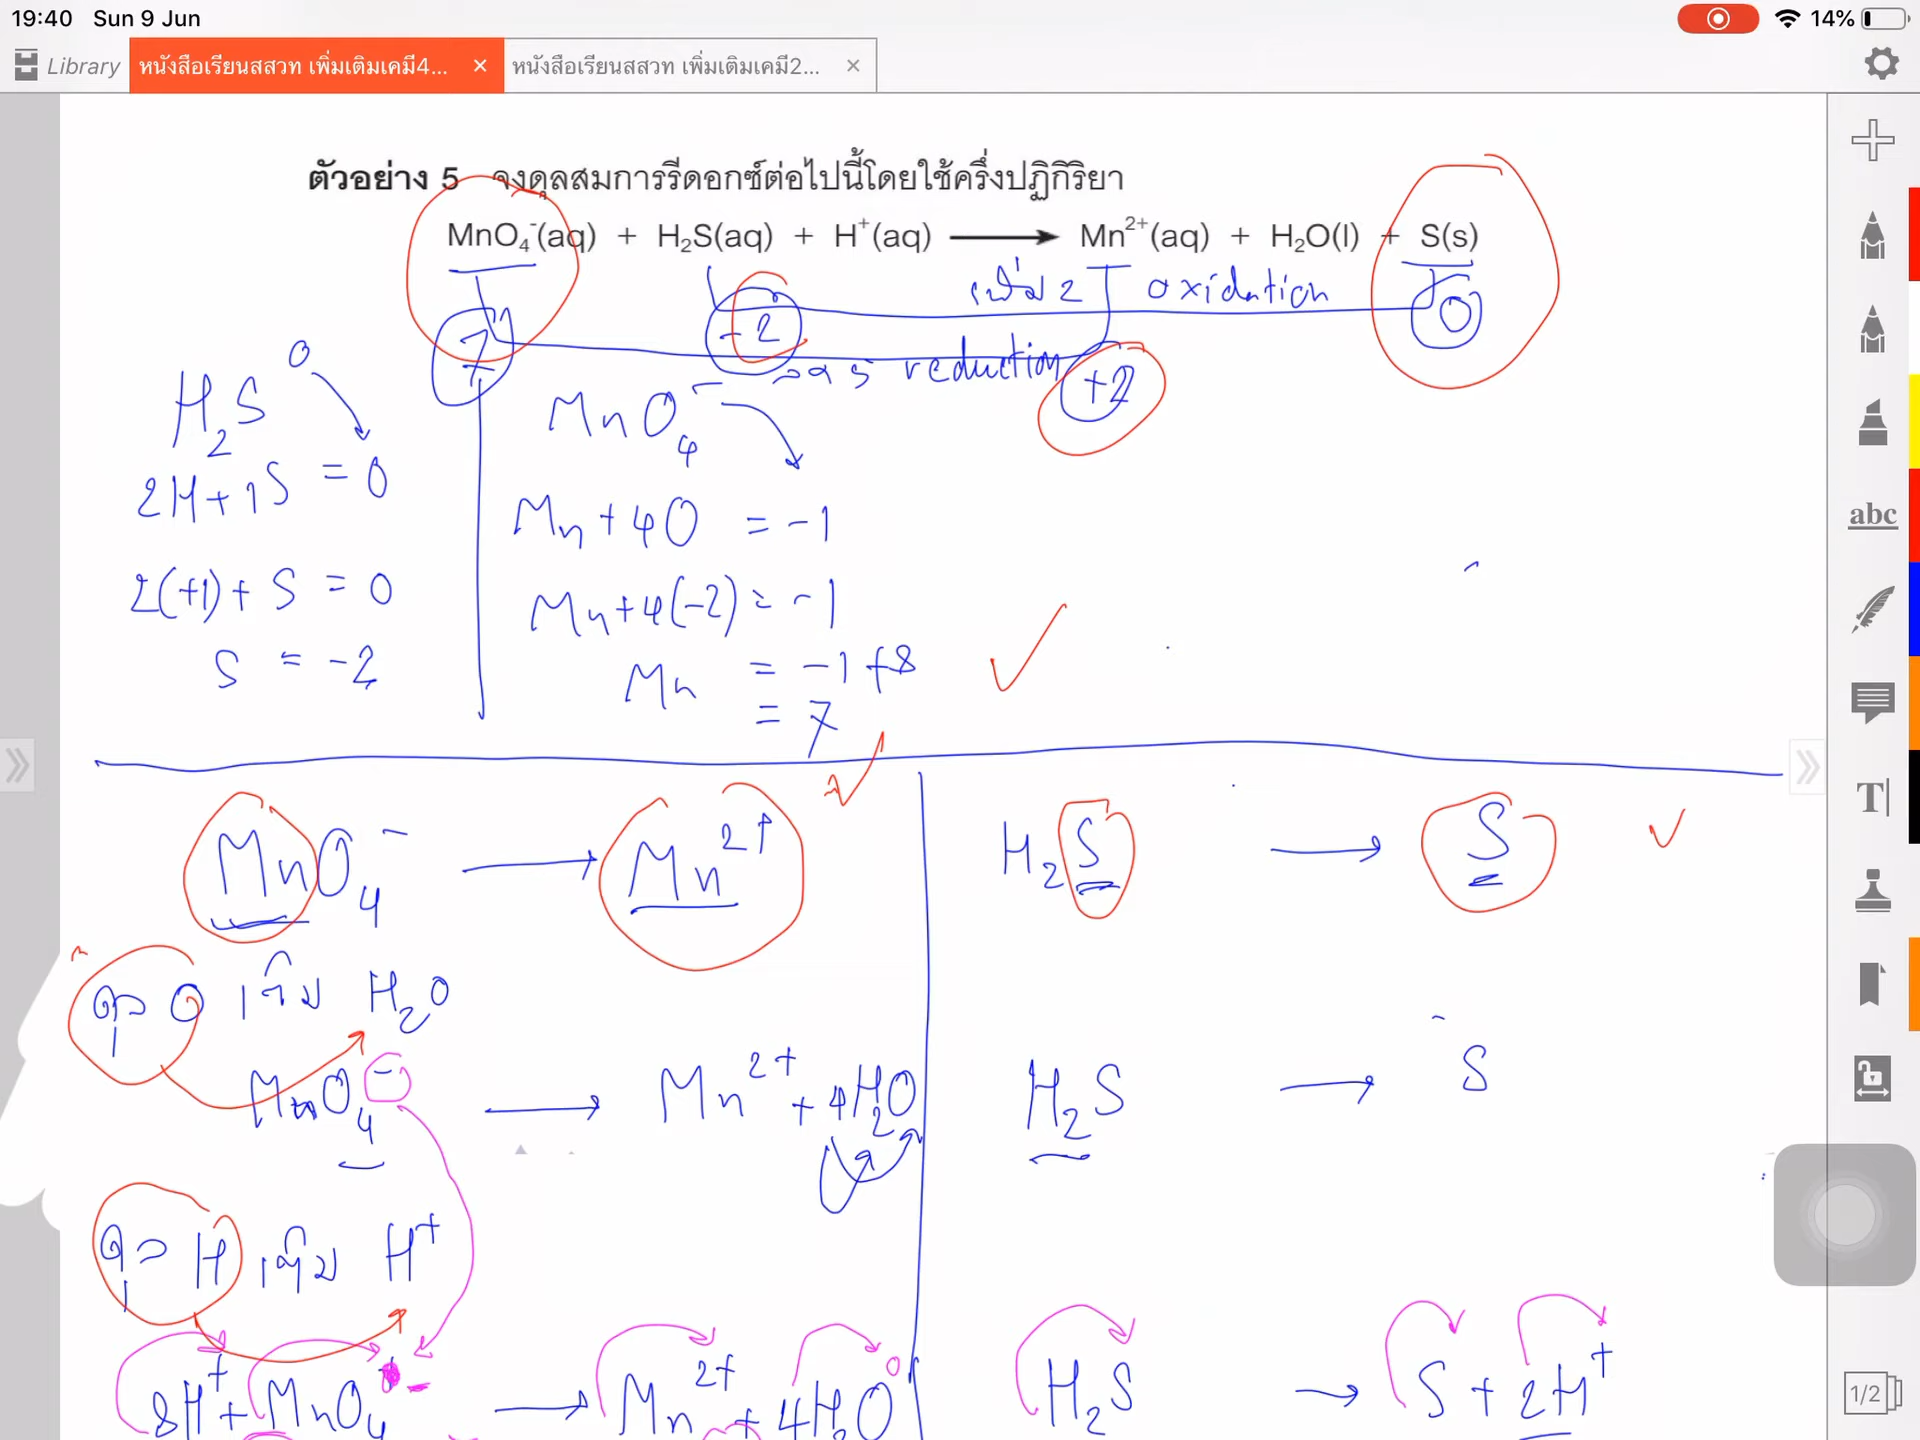 19:40 Sun 9 Jun 14%
Library หนังสือเรียนสสวท เพิ่มเติมเคมี4... × หนังสือเรียนสสวท เพิ่มเติมเคมี2... ×
ตัวอย่าง 5 จงดุลสมการรีดอกซ์ต่อไปนี้โดยใช้ครึ่งปฏิกิริยา
MnO₄⁻(aq) + H₂S(aq) + H⁺(aq) → Mn²⁺(aq) + H₂O(l) + S(s)
เพิ่ม 2 oxidation
7 -2 0
ลด 5 reduction +2
H₂S 0
2H+1S = 0
2(+1)+ S = 0
S = -2
MnO₄⁻
Mn+4O = -1
Mn+4(-2) = -1
Mn = -1+8
= 7
MnO₄⁻ → Mn²⁺
H₂S → S
ดุล O เติม H₂O
MnO₄⁻ → Mn²⁺ + 4H₂O
H₂S → S
ดุล H เติม H⁺
8H⁺+MnO₄⁻ → Mn²⁺ + 4H₂O 0
H₂S → S + 2H⁺
abc
T
1/2